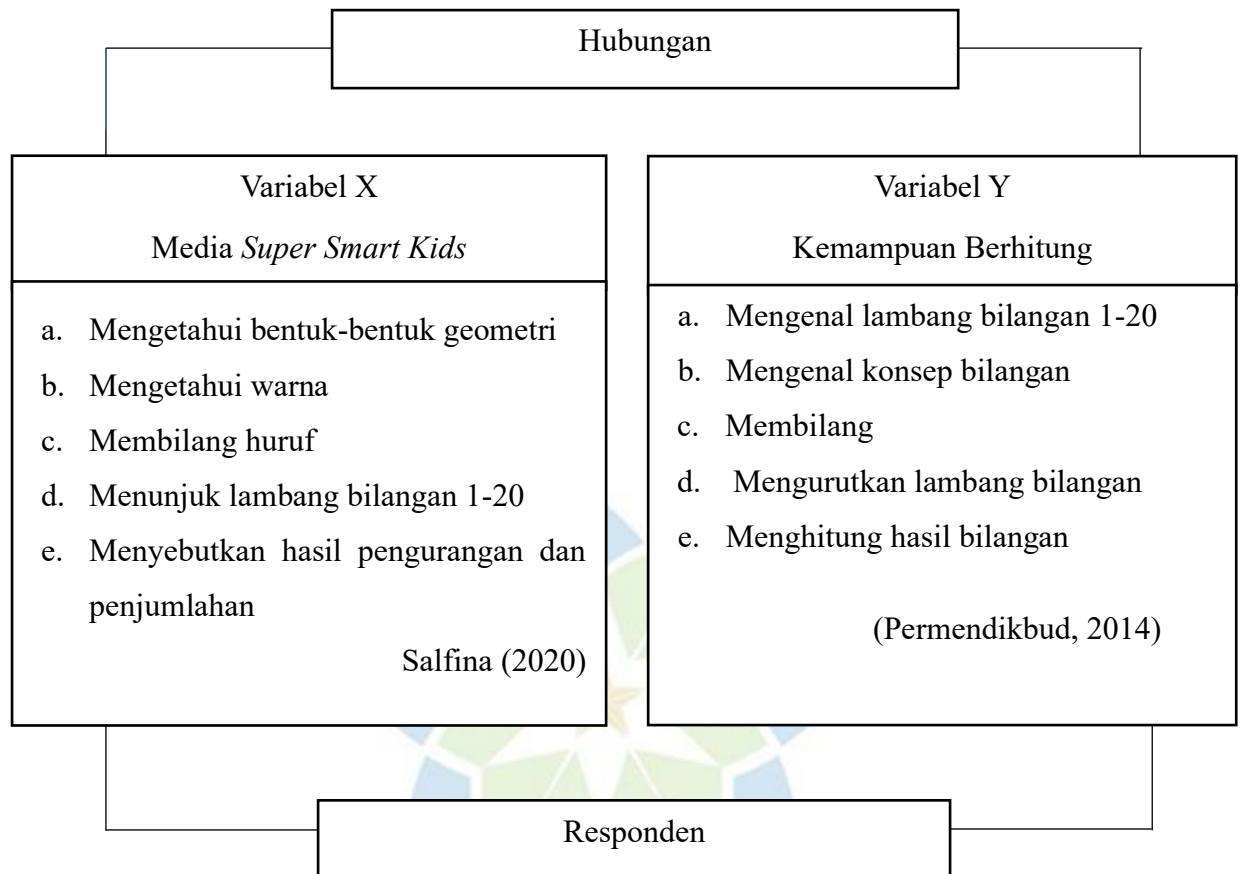 Hubungan
Variabel X
Media Super Smart Kids
a. Mengetahui bentuk-bentuk geometri
b. Mengetahui warna
c. Membilang huruf
d. Menunjuk lambang bilangan 1-20
e. Menyebutkan hasil pengurangan dan
penjumlahan
Salfina (2020)
Variabel Y
Kemampuan Berhitung
a. Mengenal lambang bilangan 1-20
b. Mengenal konsep bilangan
c. Membilang
d. Mengurutkan lambang bilangan
e. Menghitung hasil bilangan
(Permendikbud, 2014)
Responden